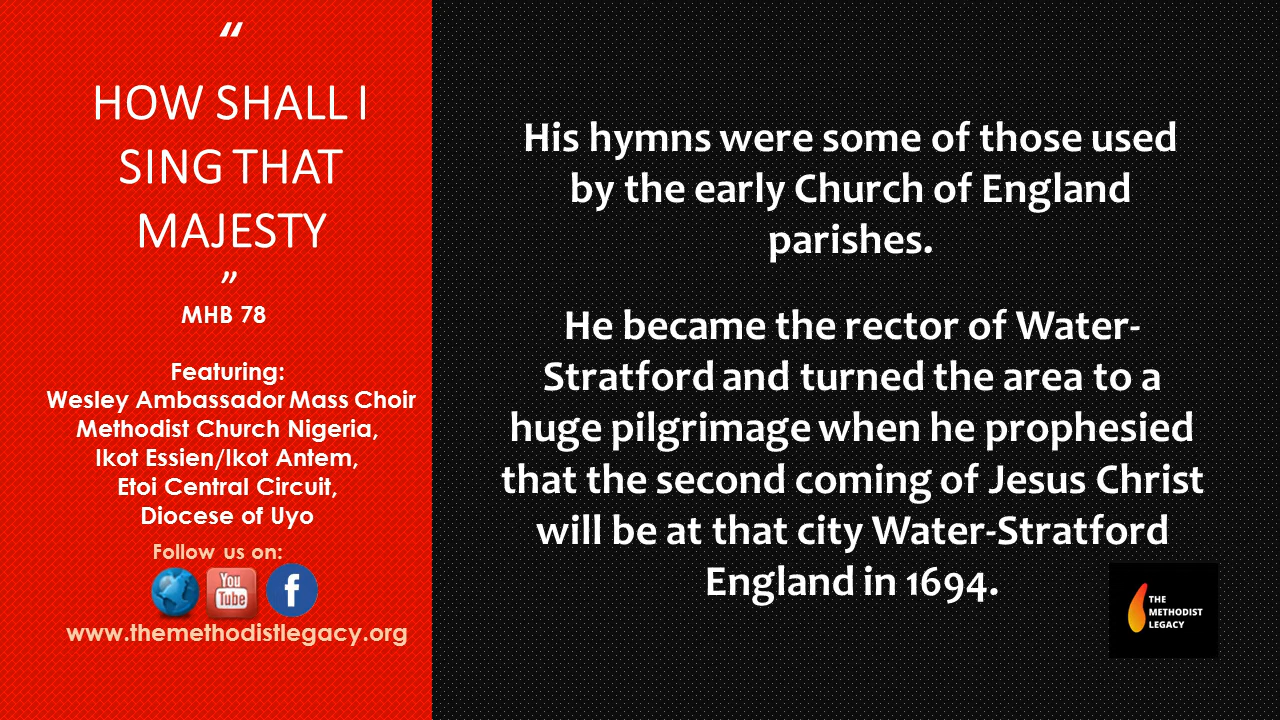 “
HOW SHALL I
SING THAT
MAJESTY
”
MHB 78
Featuring:
Wesley Ambassador Mass Choir
Methodist Church Nigeria,
Ikot Essien/Ikot Antem,
Etoi Central Circuit,
Diocese of Uyo
Follow us on:
You
Tube
f
www.themethodistlegacy.org
His hymns were some of those used
by the early Church of England
parishes.
He became the rector of Water-
Stratford and turned the area to a
huge pilgrimage when he prophesied
that the second coming of Jesus Christ
will be at that city Water-Stratford
England in 1694.
THE
METHODIST
LEGACY